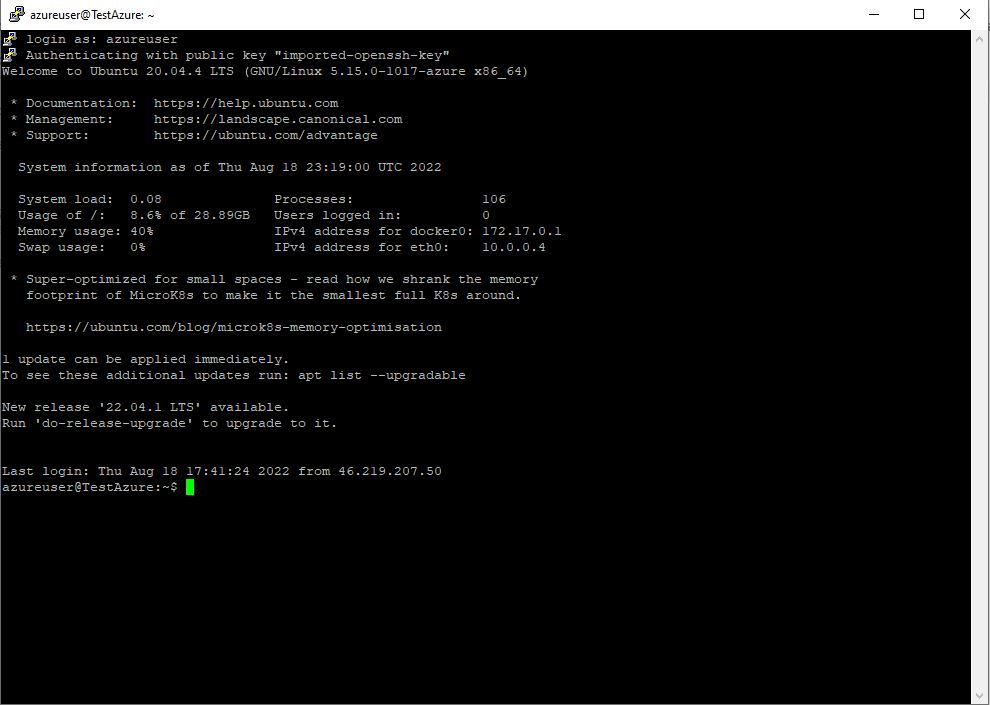 azureuser@TestAzure: ~
login as: azureuser
Authenticating with public key "imported-openssh-key"
Welcome to Ubuntu 20.04.4 LTS (GNU/Linux 5.15.0-1017-azure x86_64)
* Documentation:  https://help.ubuntu.com
* Management:     https://landscape.canonical.com
* Support:        https://ubuntu.com/advantage
System information as of Thu Aug 18 23:19:00 UTC 2022
System load:  0.08              Processes:                106
Usage of /:   8.6% of 28.89GB   Users logged in:          0
Memory usage: 40%               IPv4 address for docker0: 172.17.0.1
Swap usage:   0%                IPv4 address for eth0:    10.0.0.4
* Super-optimized for small spaces - read how we shrank the memory
footprint of MicroK8s to make it the smallest full K8s around.
https://ubuntu.com/blog/microk8s-memory-optimisation
1 update can be applied immediately.
To see these additional updates run: apt list --upgradable
New release '22.04.1 LTS' available.
Run 'do-release-upgrade' to upgrade to it.
Last login: Thu Aug 18 17:41:24 2022 from 46.219.207.50
azureuser@TestAzure:~$